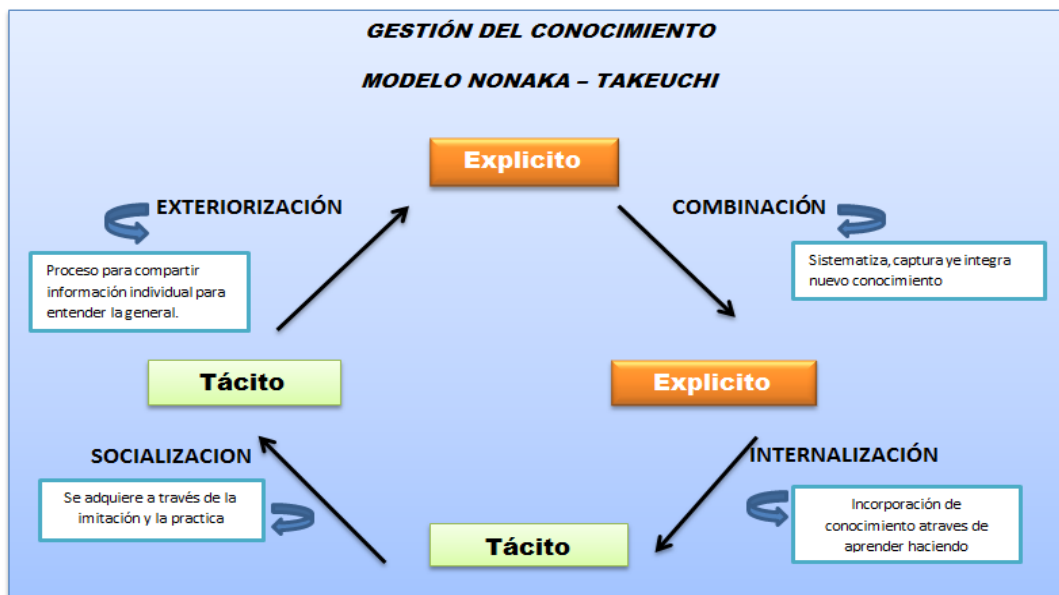 GESTIÓN DEL CONOCIMIENTO
MODELO NONAKA – TAKEUCHI
Explicito
EXTERIORIZACIÓN
COMBINACIÓN
Proceso para compartir
información individual para
entender la general.
Sistematiza, captura ye integra
nuevo conocimiento
Tácito
Explicito
SOCIALIZACION
INTERNALIZACIÓN
Se adquiere a través de la
imitación y la practica
Incorporación de
conocimiento atraves de
aprender haciendo
Tácito